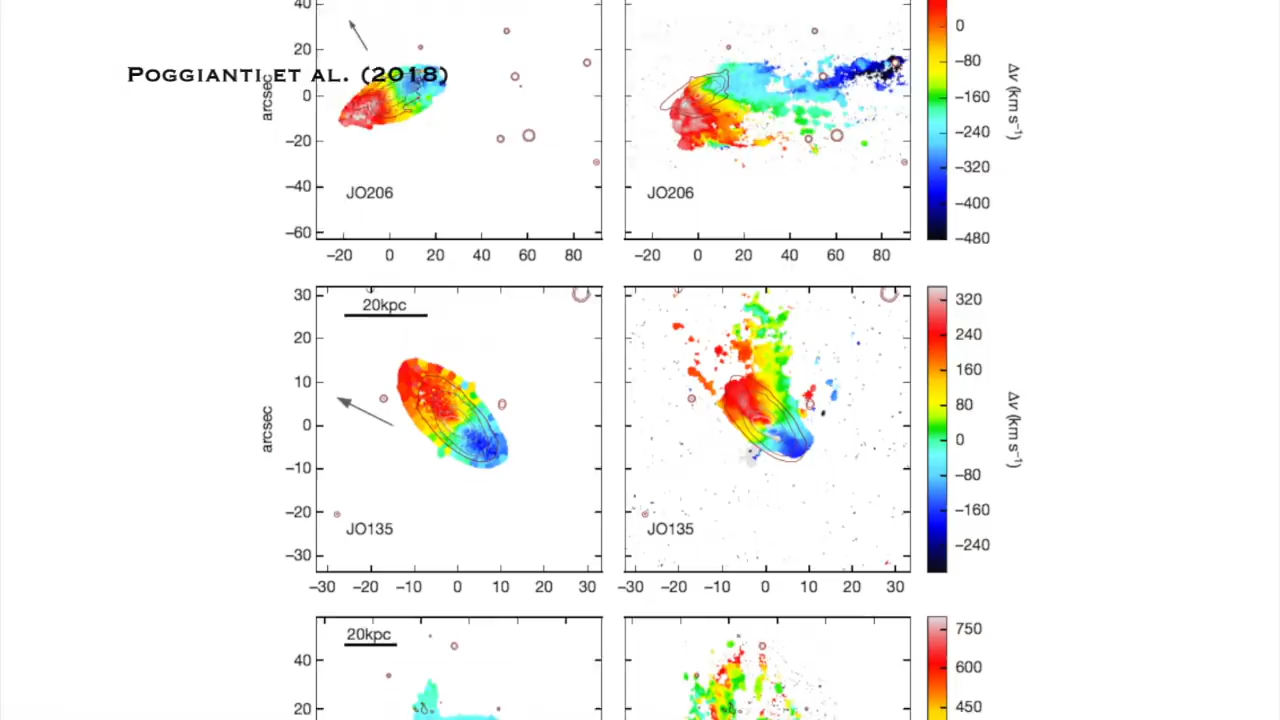 40
0
20
Δv (km s⁻¹)
−80
POGGIANTI ET AL. (2018)
arcsec
0
−160
−20
−240
−320
−40
JO206
JO206
−400
−60
−480
−20 0 20 40 60 80
−20 0 20 40 60 80
30
20kpc
320
20
240
10
160
arcsec
80
Δv (km s⁻¹)
0
0
−10
−80
−20
−160
JO135
JO135
−30
−240
−30 −20 −10 0 10 20 30
−30 −20 −10 0 10 20 30
20kpc
750
40
600
20
450